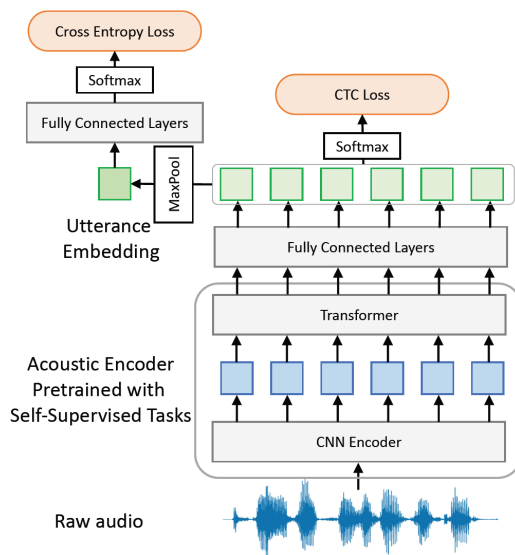 Cross Entropy Loss
Softmax
Fully Connected Layers
CTC Loss
Softmax
MaxPool
Utterance
Embedding
Fully Connected Layers
Transformer
Acoustic Encoder
Pretrained with
Self-Supervised Tasks
CNN Encoder
Raw audio